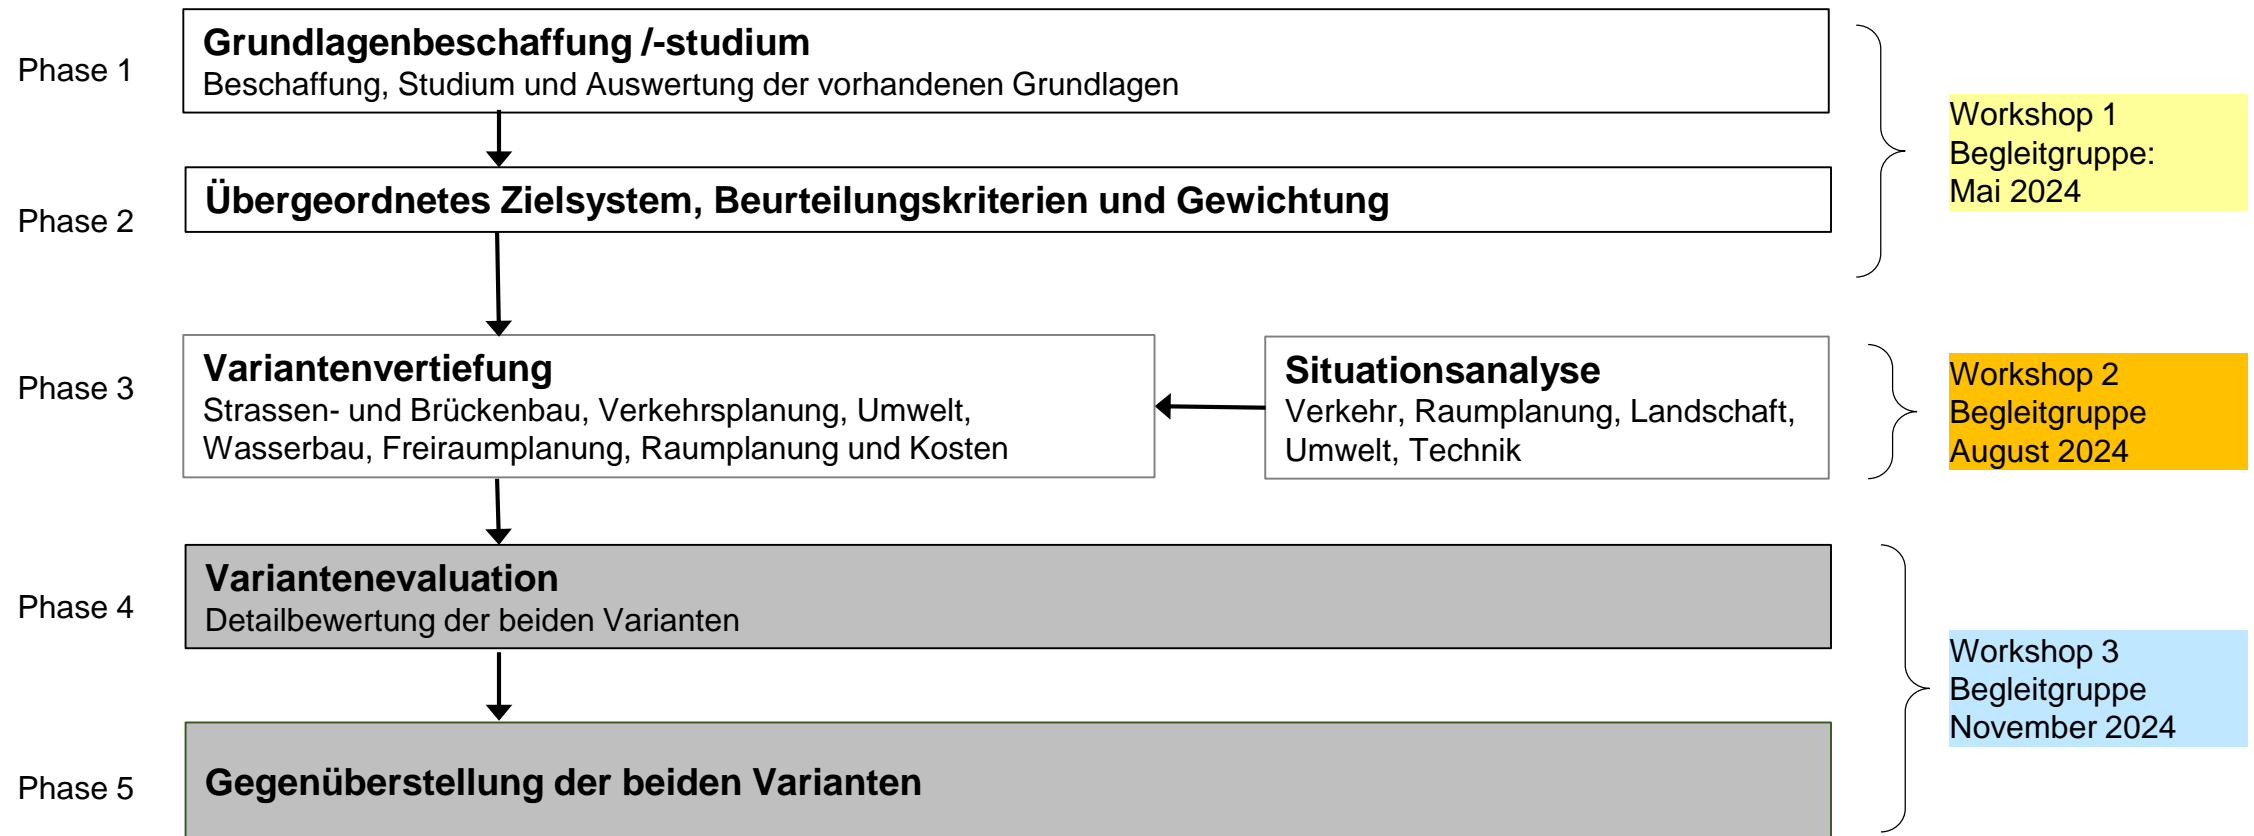 Phase 1
Grundlagenbeschaffung /-studium
Beschaffung, Studium und Auswertung der vorhandenen Grundlagen
Phase 2
Übergeordnetes Zielsystem, Beurteilungskriterien und Gewichtung
Workshop 1
Begleitgruppe:
Mai 2024
Phase 3
Variantenvertiefung
Strassen- und Brückenbau, Verkehrsplanung, Umwelt,
Wasserbau, Freiraumplanung, Raumplanung und Kosten
Situationsanalyse
Verkehr, Raumplanung, Landschaft,
Umwelt, Technik
Workshop 2
Begleitgruppe
August 2024
Phase 4
Variantenevaluation
Detailbewertung der beiden Varianten
Phase 5
Gegenüberstellung der beiden Varianten
Workshop 3
Begleitgruppe
November 2024